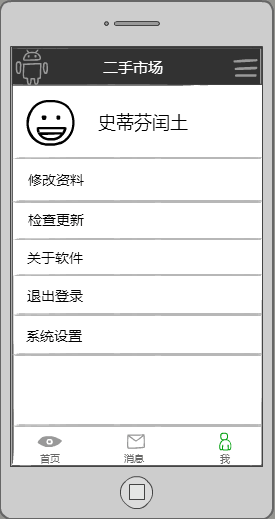 二手市场
史蒂芬闰土
修改资料
检查更新
关于软件
退出登录
系统设置
首页 消息 我